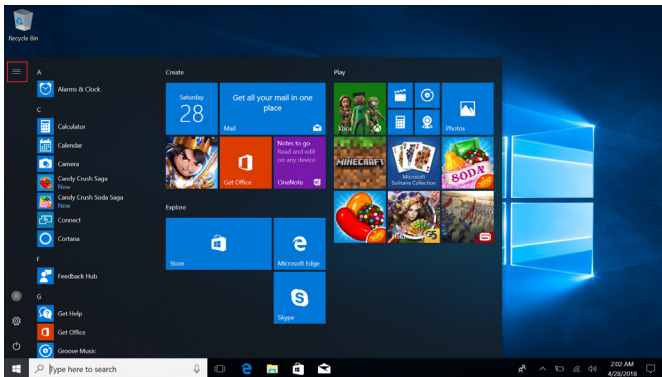 Recycle Bin
A
Alarms & Clock
C
Calculator
Calendar
Camera
Candy Crush Saga
New
Candy Crush Soda Saga
New
Connect
Cortana
F
Feedback Hub
G
Get Help
Get Office
Groove Music
Create
Saturday
28
Get all your mail in one
place
Mail
Get Office
Notes to go
Read and edit
on any device
OneNote
Explore
Store
Microsoft Edge
Skype
Play
Xbox
Photos
MINECRAFT
Microsoft
Solitaire Collection
SODA
Type here to search
2:02 AM
4/28/2018